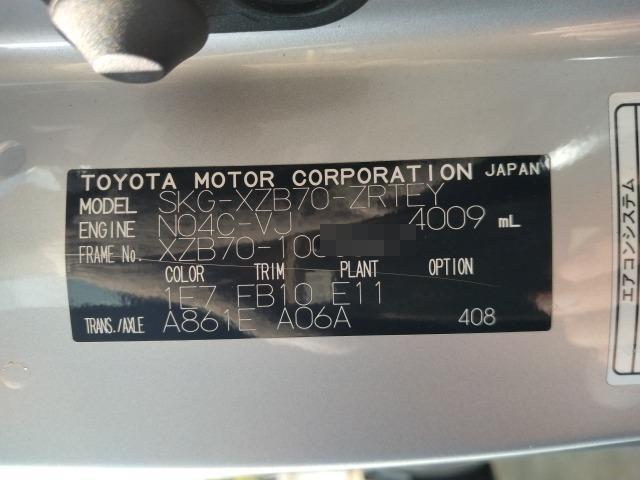 TOYOTA MOTOR CORPORATION JAPAN
MODEL SKG-XZB70-ZRTEY
ENGINE N04C-VJ 4009 mL
FRAME No. XZB70-100
COLOR TRIM PLANT OPTION
1E7 FB10 E11
TRANS./AXLE A861E A06A 408
エアコンシステム